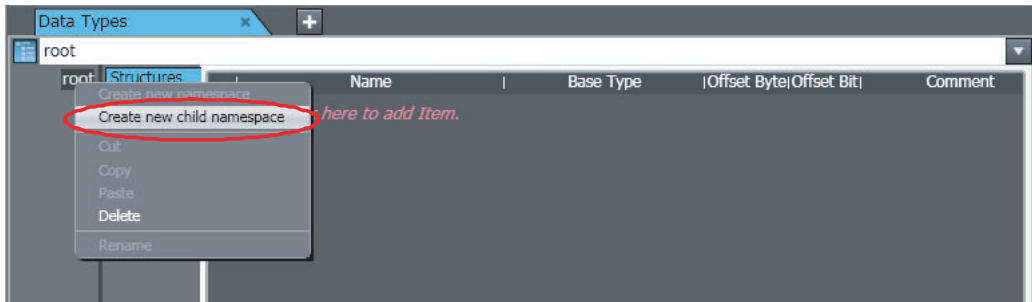 Data Types × +
root
root Structures | Name | Base Type |Offset Byte|Offset Bit| Comment
Create new namespace
here to add Item.
Create new child namespace
Cut
Copy
Paste
Delete
Rename